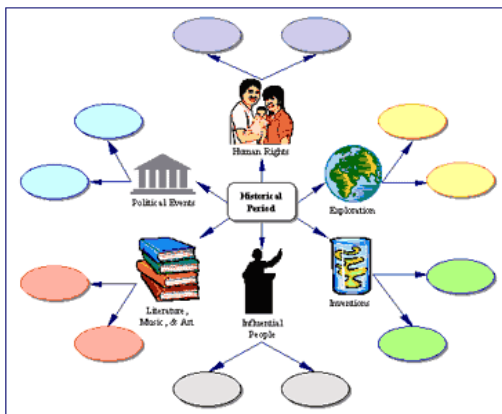 Human Rights
Political Events
Historical
Period
Exploration
Literature,
Music, & Art
Influential
People
Inventions